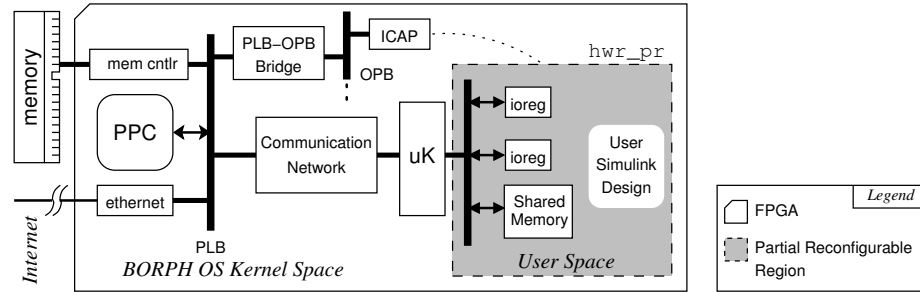 memory
mem cntlr
PLB–OPB
Bridge
ICAP
OPB
hwr_pr
PPC
Communication
Network
uK
ioreg
ioreg
Shared
Memory
User
Simulink
Design
ethernet
PLB
Internet
BORPH OS Kernel Space
User Space
Legend
FPGA
Partial Reconfigurable
Region